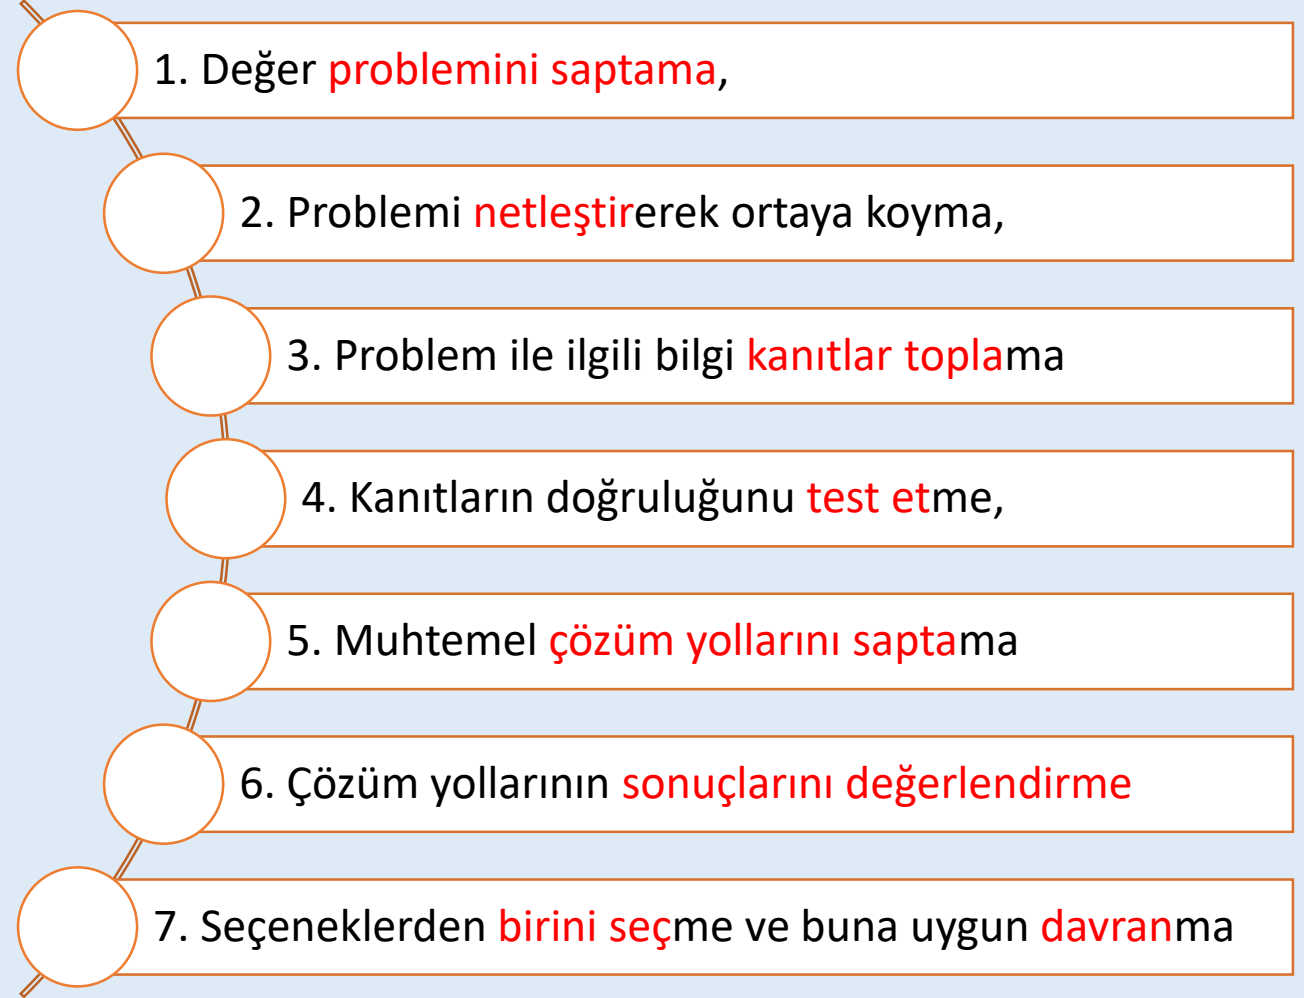 1. Değer problemini saptama,
2. Problemi netleştirerek ortaya koyma,
3. Problem ile ilgili bilgi kanıtlar toplama
4. Kanıtların doğruluğunu test etme,
5. Muhtemel çözüm yollarını saptama
6. Çözüm yollarının sonuçlarını değerlendirme
7. Seçeneklerden birini seçme ve buna uygun davranma